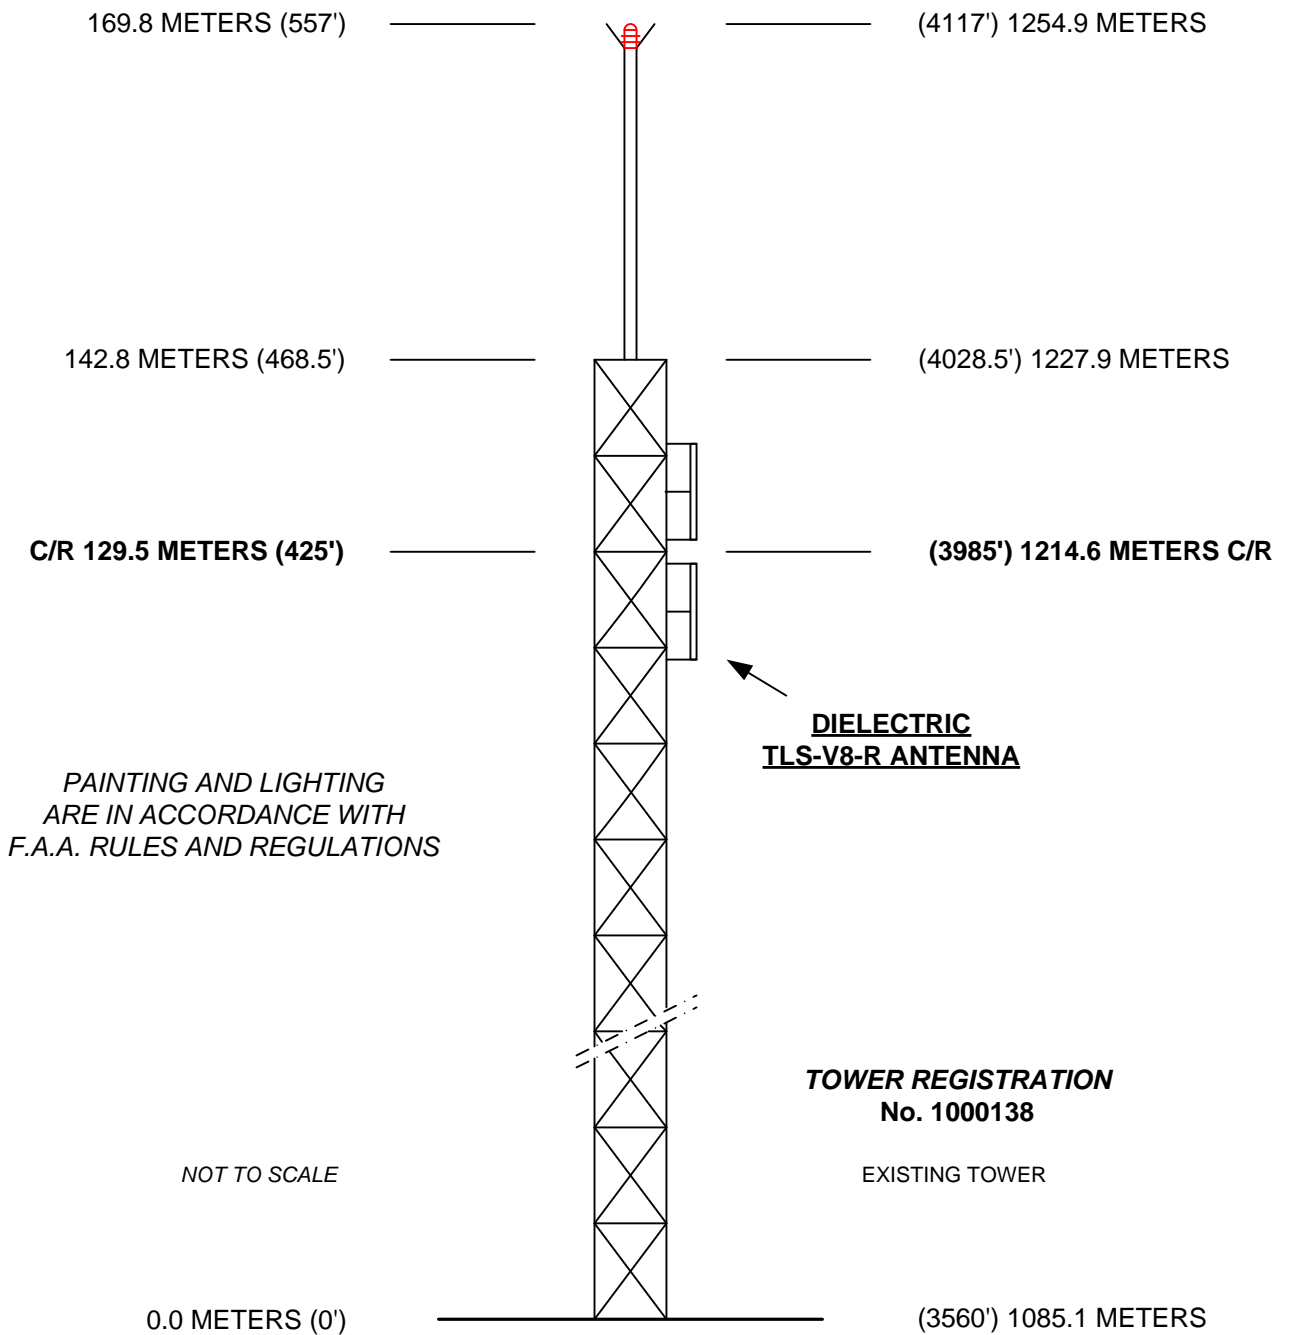 169.8 METERS (557')
(4117') 1254.9 METERS
142.8 METERS (468.5')
(4028.5') 1227.9 METERS
C/R 129.5 METERS (425')
(3985') 1214.6 METERS C/R
DIELECTRIC
TLS-V8-R ANTENNA
PAINTING AND LIGHTING
ARE IN ACCORDANCE WITH
F.A.A. RULES AND REGULATIONS
TOWER REGISTRATION
No. 1000138
NOT TO SCALE
EXISTING TOWER
0.0 METERS (0')
(3560') 1085.1 METERS